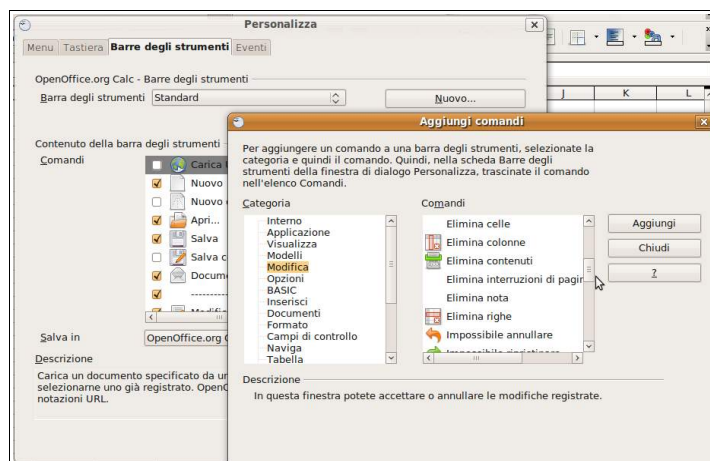 Personalizza
Menu Tastiera Barre degli strumenti Eventi
OpenOffice.org Calc - Barre degli strumenti
Barra degli strumenti Standard
Nuovo...
J K L
Contenuto della barra degli strumenti
Comandi
Carica
Nuovo
Nuovo
Apri...
Salva
Salva c
Docum
-----------
Salva in
OpenOffice.org
Descrizione
Carica un documento specificato da un
selezionarne uno già registrato. OpenO
notazioni URL.
Aggiungi comandi
Per aggiungere un comando a una barra degli strumenti, selezionate la
categoria e quindi il comando. Quindi, nella scheda Barre degli
strumenti della finestra di dialogo Personalizza, trascinate il comando
nell'elenco Comandi.
Categoria
Interno
Applicazione
Visualizza
Modelli
Modifica
Opzioni
BASIC
Inserisci
Documenti
Formato
Campi di controllo
Naviga
Tabella
Comandi
Elimina celle
Elimina colonne
Elimina contenuti
Elimina interruzioni di pagin
Elimina nota
Elimina righe
Impossibile annullare
Impossibile ripristinare
Aggiungi
Chiudi
?
Descrizione
In questa finestra potete accettare o annullare le modifiche registrate.